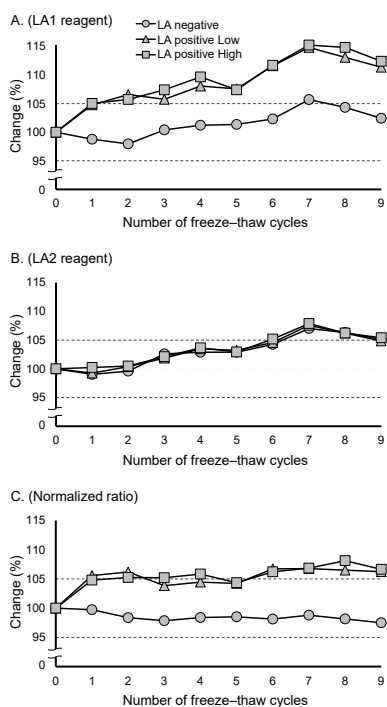 A. (LA1 reagent)
LA negative
LA positive Low
LA positive High
Change (%)
115
110
105
100
95
0
0 1 2 3 4 5 6 7 8 9
Number of freeze–thaw cycles
B. (LA2 reagent)
Change (%)
115
110
105
100
95
0
0 1 2 3 4 5 6 7 8 9
Number of freeze–thaw cycles
C. (Normalized ratio)
Change (%)
115
110
105
100
95
0
0 1 2 3 4 5 6 7 8 9
Number of freeze–thaw cycles